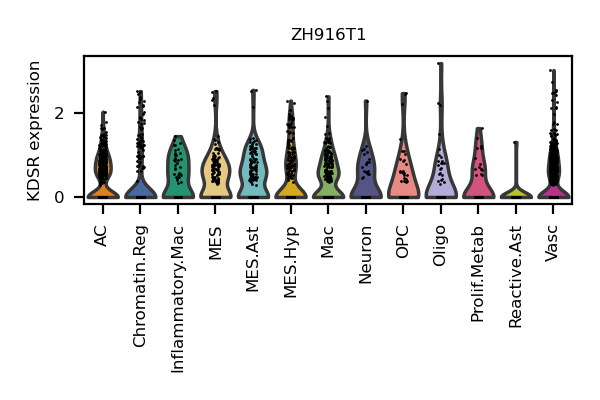 ZH916T1
KDSR expression
2
0
AC
Chromatin.Reg
Inflammatory.Mac
MES
MES.Ast
MES.Hyp
Mac
Neuron
OPC
Oligo
Prolif.Metab
Reactive.Ast
Vasc